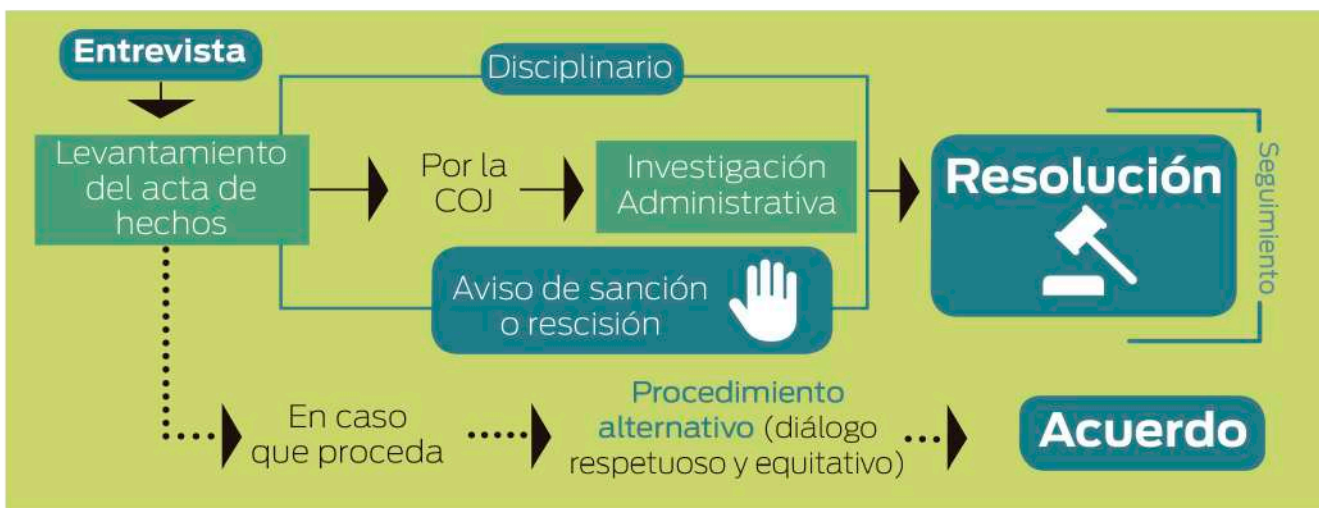 Entrevista
Disciplinario
Levantamiento
del acta de
hechos
Por la
COJ
Investigación
Administrativa
Resolución
Seguimiento
Aviso de sanción
o rescisión
En caso
que proceda
Procedimiento
alternativo (diálogo
respetuoso y equitativo)
Acuerdo